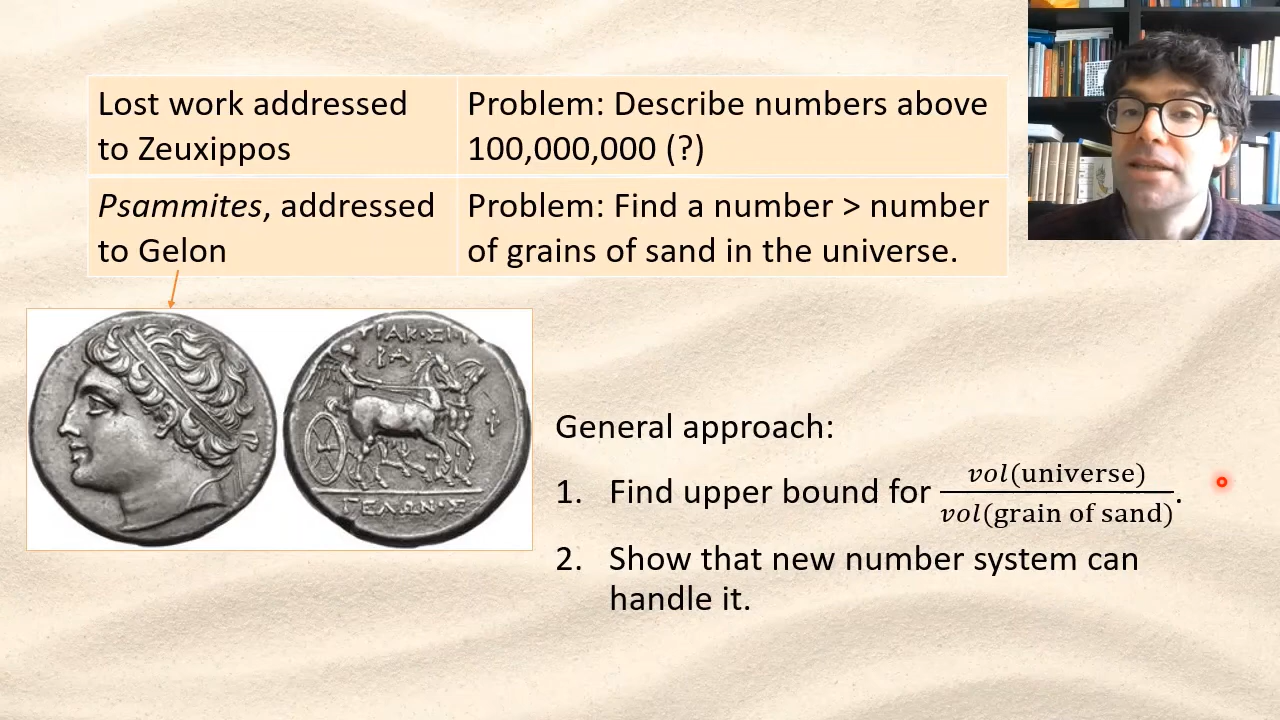 Lost work addressed
to Zeuxippos
Problem: Describe numbers above
100,000,000 (?)
Psammites, addressed
to Gelon
Problem: Find a number > number
of grains of sand in the universe.
ΒΑ
ΓΕΛΩΝΟΣ
General approach:
1. Find upper bound for vol(universe)/vol(grain of sand).
2. Show that new number system can
handle it.